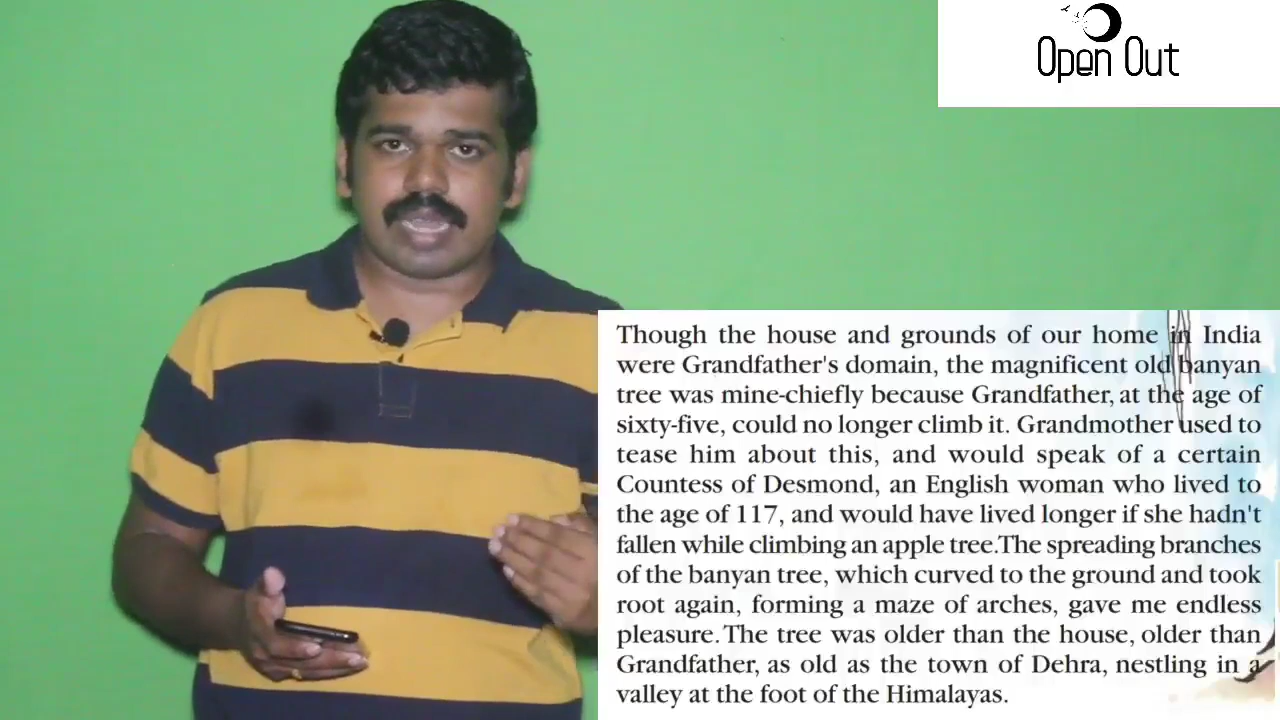 Open Out
Though the house and grounds of our home in India
were Grandfather's domain, the magnificent old banyan
tree was mine-chiefly because Grandfather, at the age of
sixty-five, could no longer climb it. Grandmother used to
tease him about this, and would speak of a certain
Countess of Desmond, an English woman who lived to
the age of 117, and would have lived longer if she hadn't
fallen while climbing an apple tree.The spreading branches
of the banyan tree, which curved to the ground and took
root again, forming a maze of arches, gave me endless
pleasure.The tree was older than the house, older than
Grandfather, as old as the town of Dehra, nestling in a
valley at the foot of the Himalayas.